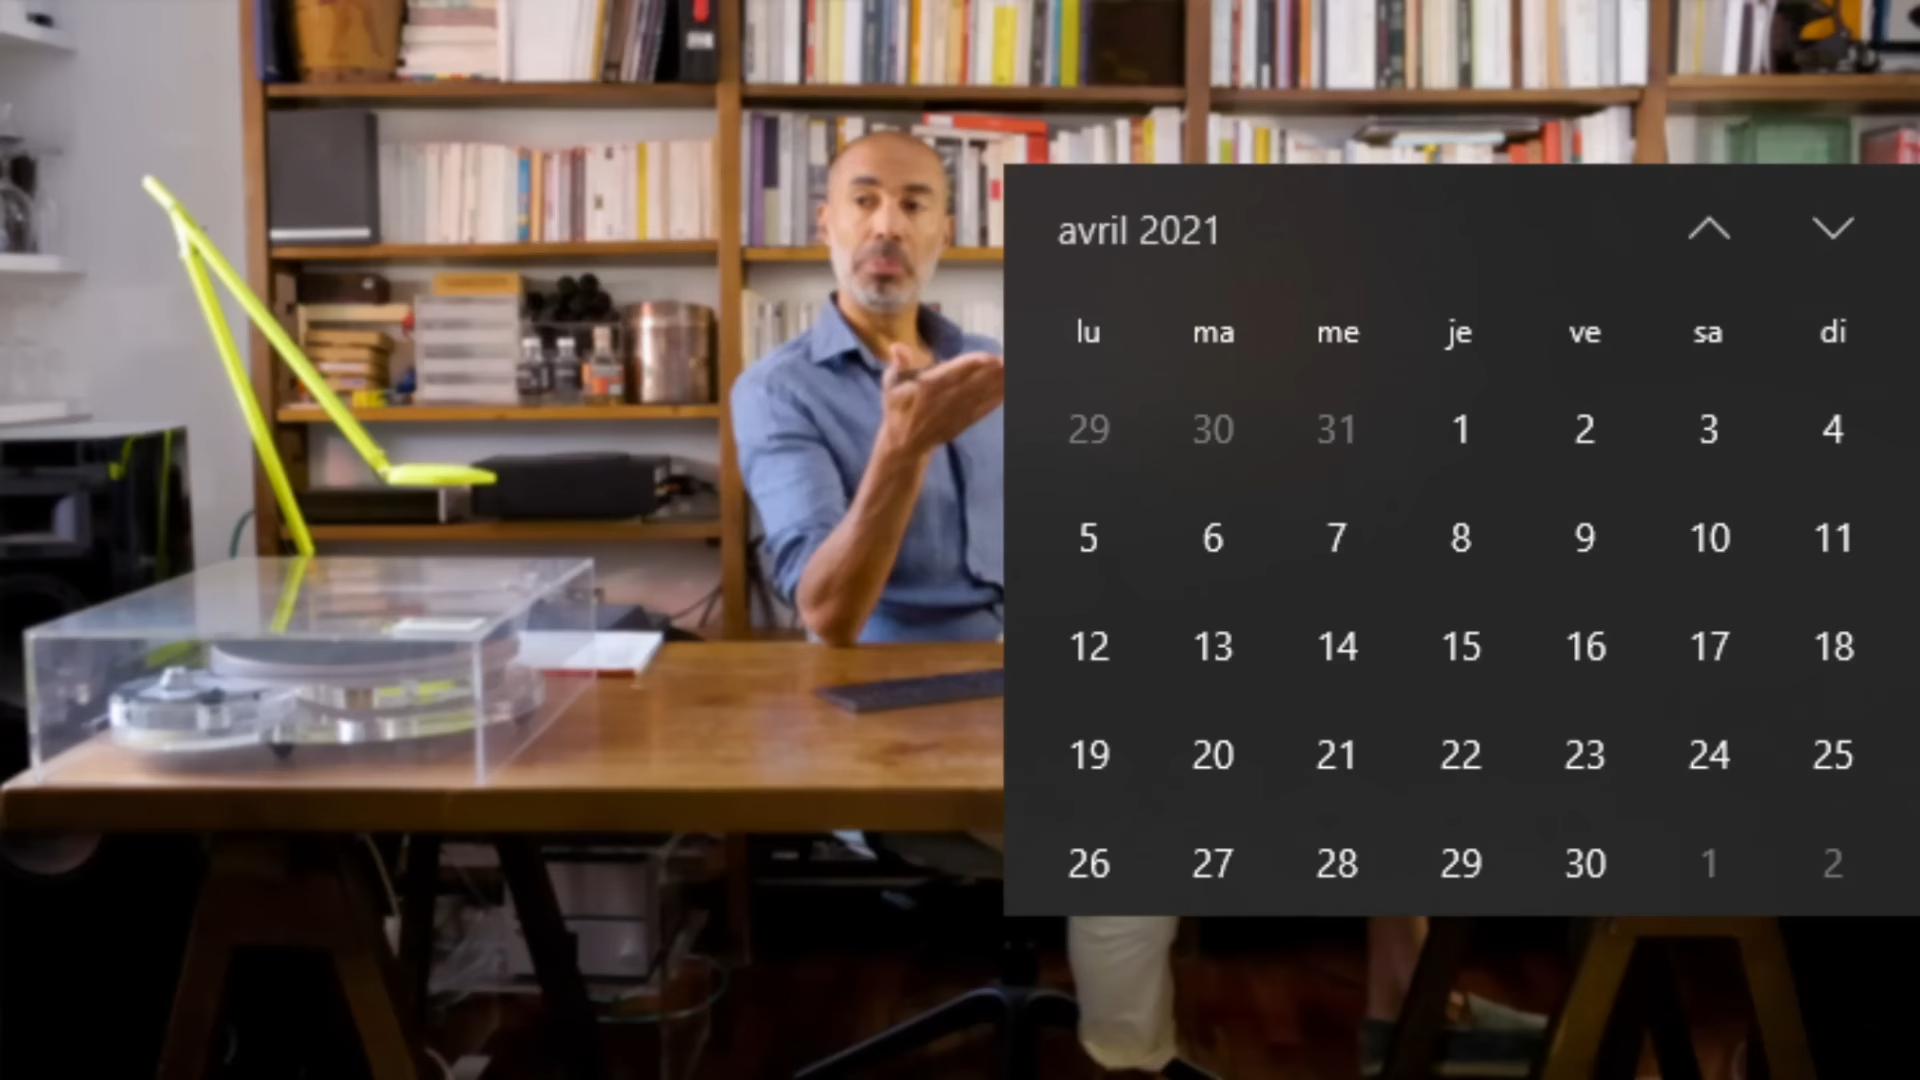 avril 2021
lu ma me je ve sa di
29 30 31 1 2 3 4
5 6 7 8 9 10 11
12 13 14 15 16 17 18
19 20 21 22 23 24 25
26 27 28 29 30 1 2